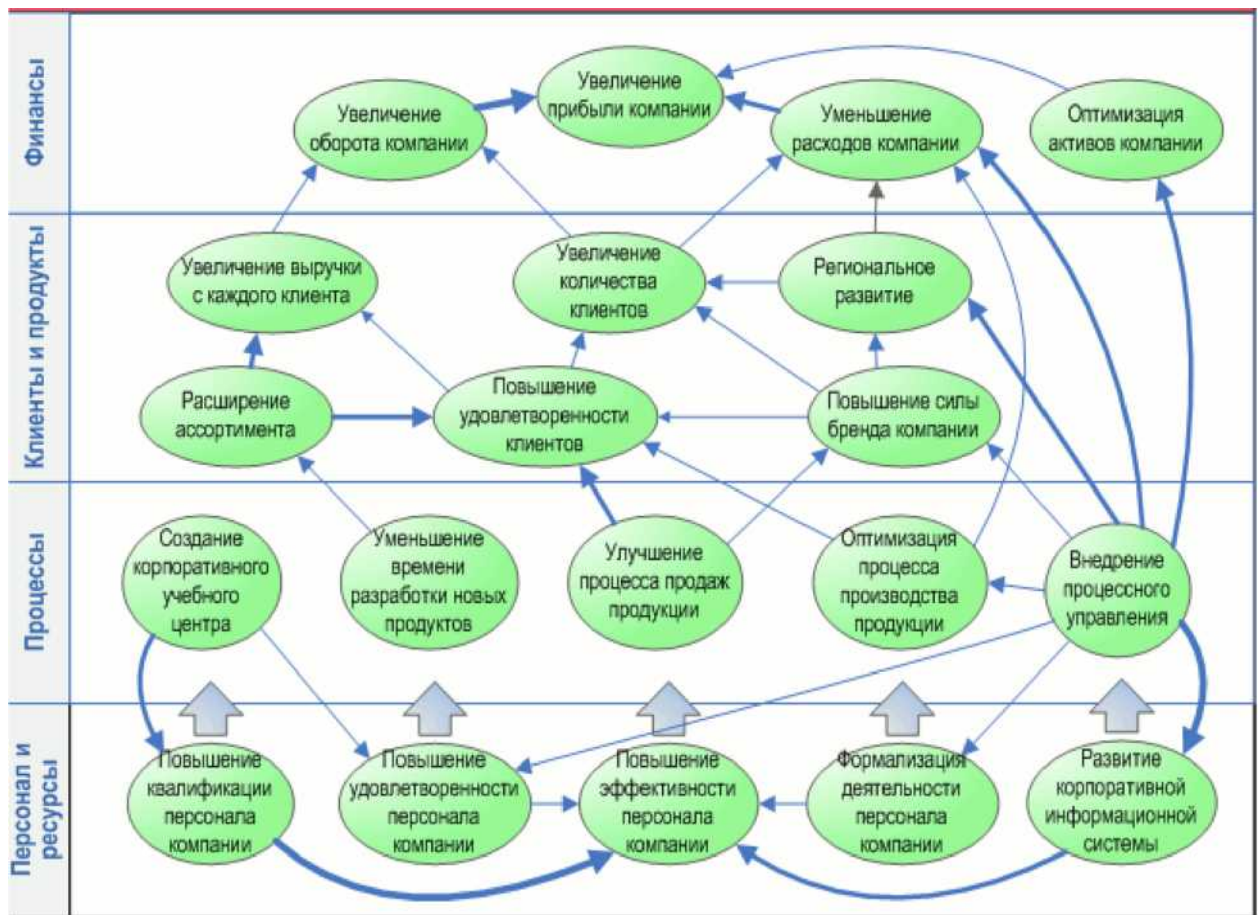 Финансы
Увеличение
оборота компании
Увеличение
прибыли компании
Уменьшение
расходов компании
Оптимизация
активов компании
Клиенты и продукты
Увеличение выручки
с каждого клиента
Увеличение
количества
клиентов
Региональное
развитие
Расширение
ассортимента
Повышение
удовлетворенности
клиентов
Повышение силы
бренда компании
Процессы
Создание
корпоративного
учебного
центра
Уменьшение
времени
разработки новых
продуктов
Улучшение
процесса продаж
продукции
Оптимизация
процесса
производства
продукции
Внедрение
процессного
управления
Персонал и
ресурсы
Повышение
квалификации
персонала
компании
Повышение
удовлетворенности
персонала
компании
Повышение
эффективности
персонала
компании
Формализация
деятельности
персонала
компании
Развитие
корпоративной
информационной
системы